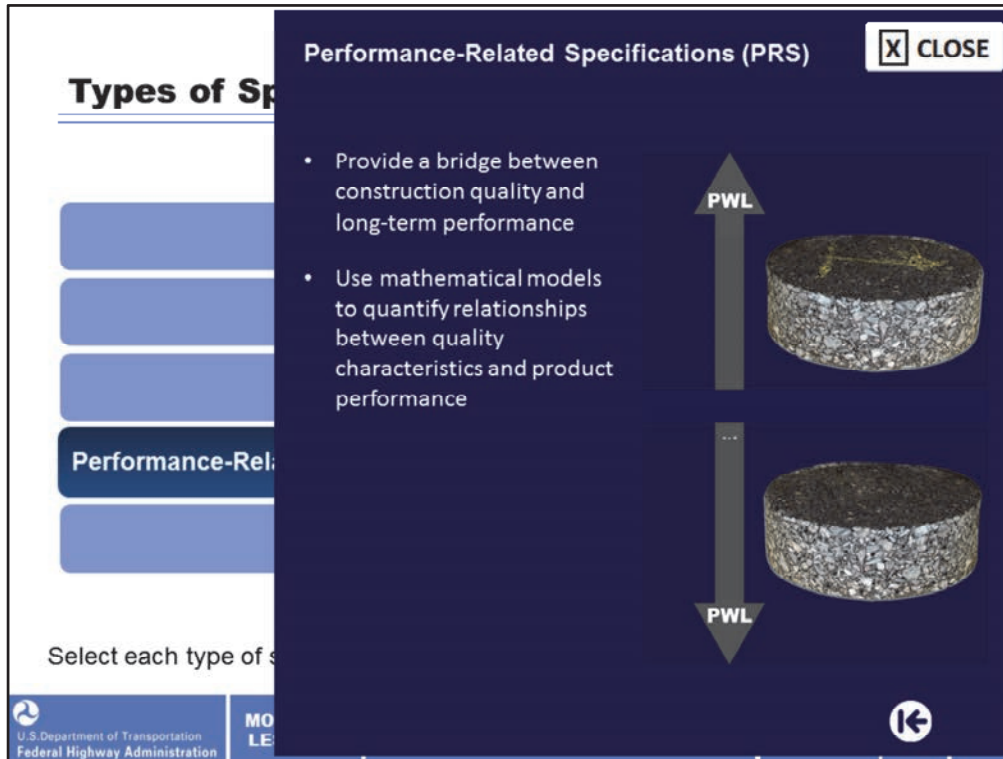 Types of Sp
Performance-Related Specifications (PRS)
X CLOSE
• Provide a bridge between
construction quality and
long-term performance
• Use mathematical models
to quantify relationships
between quality
characteristics and product
performance
PWL
...
PWL
Performance-Rela
Select each type of s
U.S.Department of Transportation
Federal Highway Administration
MO
LE